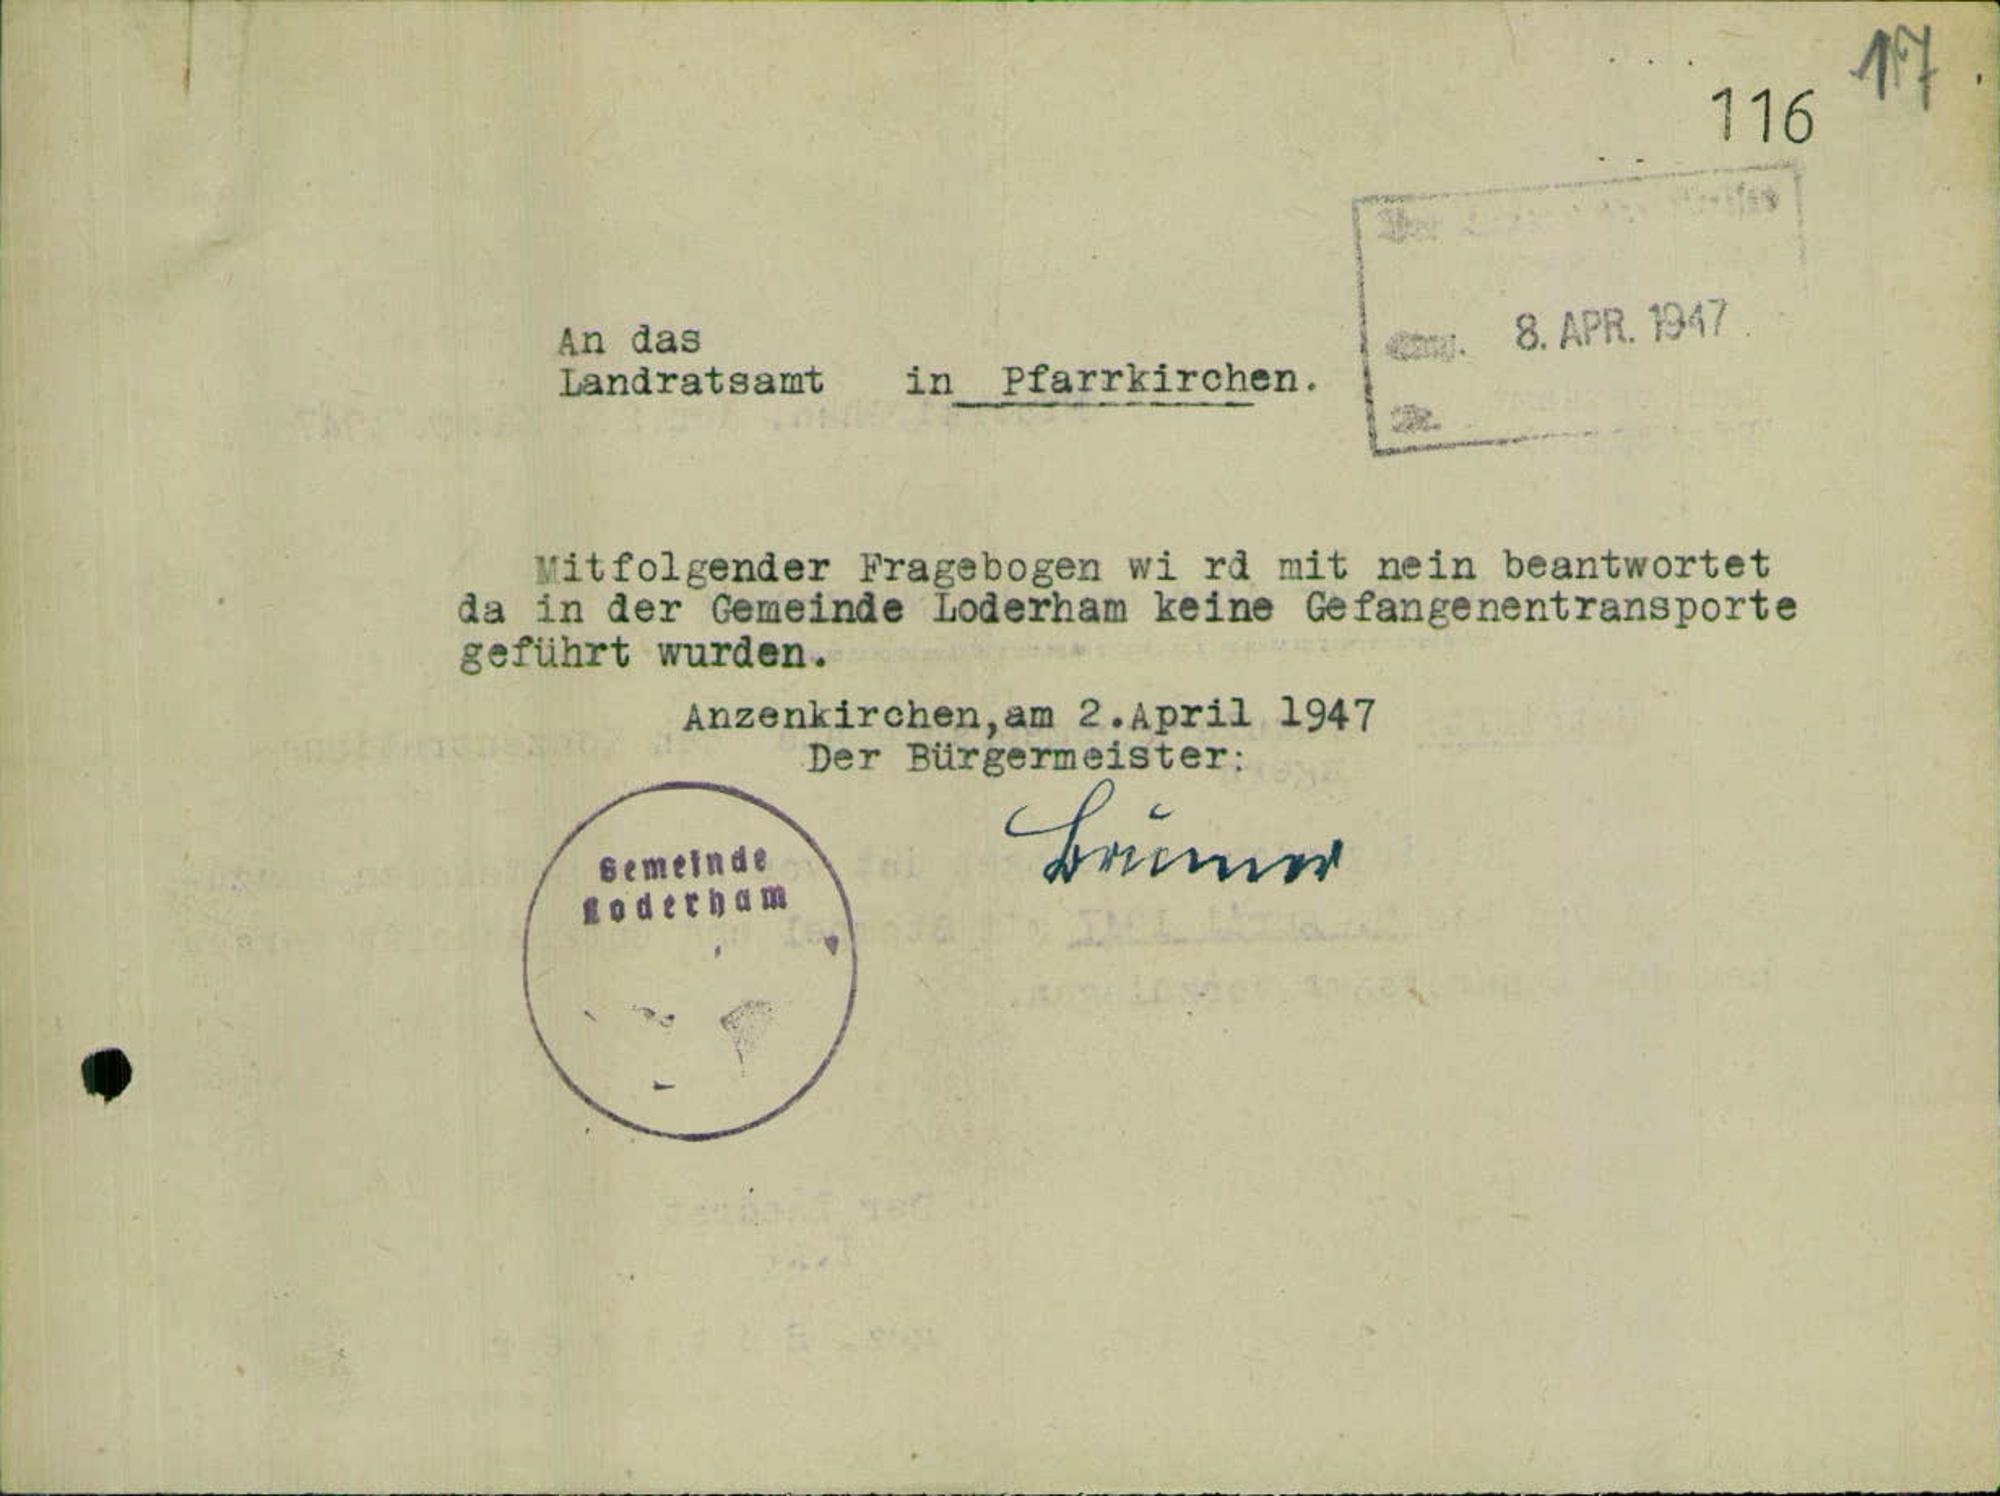 17
116
8. APR. 1947
An das
Landratsamt in Pfarrkirchen.
Mitfolgender Fragebogen wi rd mit nein beantwortet
da in der Gemeinde Loderham keine Gefangenentransporte
geführt wurden.
Anzenkirchen,am 2.April 1947
Der Bürgermeister:
Gemeinde
Loderham